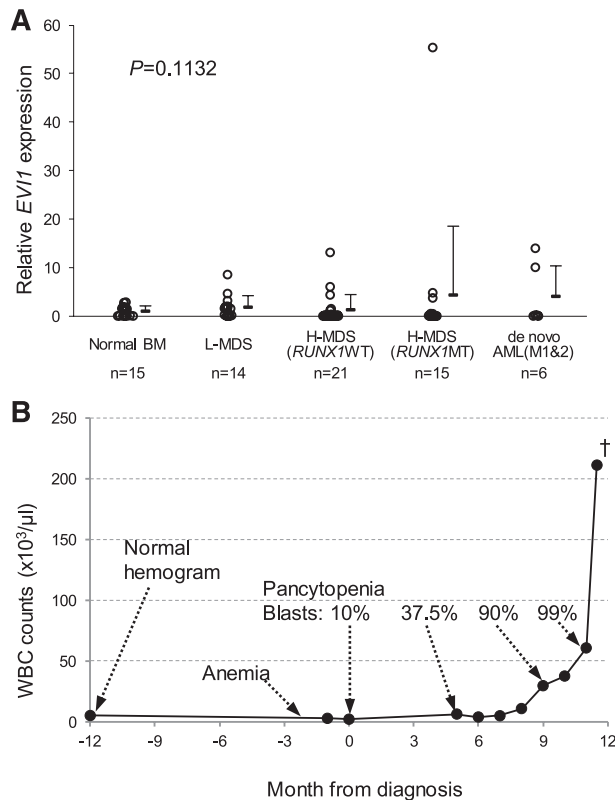 A
Relative EVI1 expression
P=0.1132
60
50
40
30
20
10
0
Normal BM
n=15
L-MDS
n=14
H-MDS
(RUNX1WT)
n=21
H-MDS
(RUNX1MT)
n=15
de novo
AML(M1&2)
n=6
B
WBC counts (x10³/µl)
250
200
150
100
50
0
Normal
hemogram
Anemia
Pancytopenia
Blasts: 10%
37.5%
90%
99%
†
-12
-9
-6
-3
0
3
6
9
12
Month from diagnosis